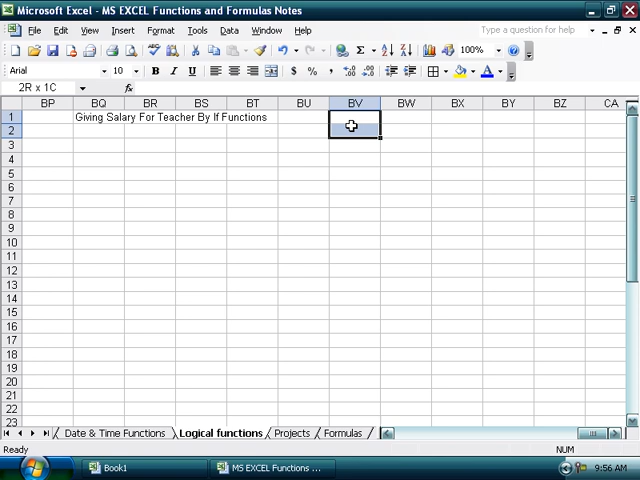 Microsoft Excel - MS EXCEL Functions and Formulas Notes
File Edit View Insert Format Tools Data Window Help Type a question for help
100%
Arial 10 B I U $ % ,
2R x 1C fx
BP BQ BR BS BT BU BV BW BX BY BZ CA
1 Giving Salary For Teacher By If Functions
2
3
4
5
6
7
8
9
10
11
12
13
14
15
16
17
18
19
20
21
22
23
Date & Time Functions Logical functions Projects Formulas
Ready NUM
Book1 MS EXCEL Functions ... 9:56 AM